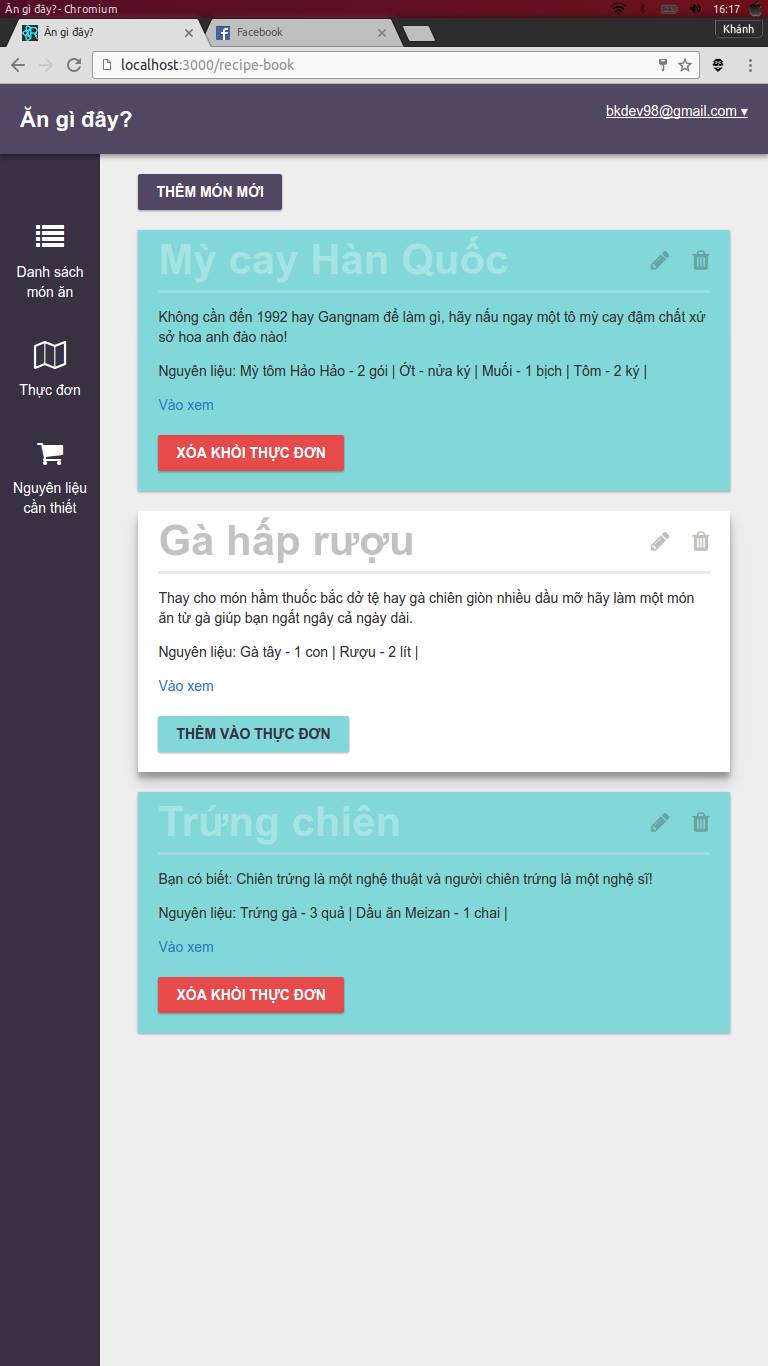 Ăn gì đây? - Chromium
16:17
Ăn gì đây?
Facebook
Khánh
localhost:3000/recipe-book
Ăn gì đây?
bkdev98@gmail.com ▾
Danh sách
món ăn
Thực đơn
Nguyên liệu
cần thiết
THÊM MÓN MỚI
Mỳ cay Hàn Quốc
Không cần đến 1992 hay Gangnam để làm gì, hãy nấu ngay một tô mỳ cay đậm chất xứ
sở hoa anh đào nào!
Nguyên liệu: Mỳ tôm Hảo Hảo - 2 gói | Ớt - nửa ký | Muối - 1 bịch | Tôm - 2 ký |
Vào xem
XÓA KHỎI THỰC ĐƠN
Gà hấp rượu
Thay cho món hầm thuốc bắc dở tệ hay gà chiên giòn nhiều dầu mỡ hãy làm một món
ăn từ gà giúp bạn ngất ngây cả ngày dài.
Nguyên liệu: Gà tây - 1 con | Rượu - 2 lít |
Vào xem
THÊM VÀO THỰC ĐƠN
Trứng chiên
Bạn có biết: Chiên trứng là một nghệ thuật và người chiên trứng là một nghệ sĩ!
Nguyên liệu: Trứng gà - 3 quả | Dầu ăn Meizan - 1 chai |
Vào xem
XÓA KHỎI THỰC ĐƠN